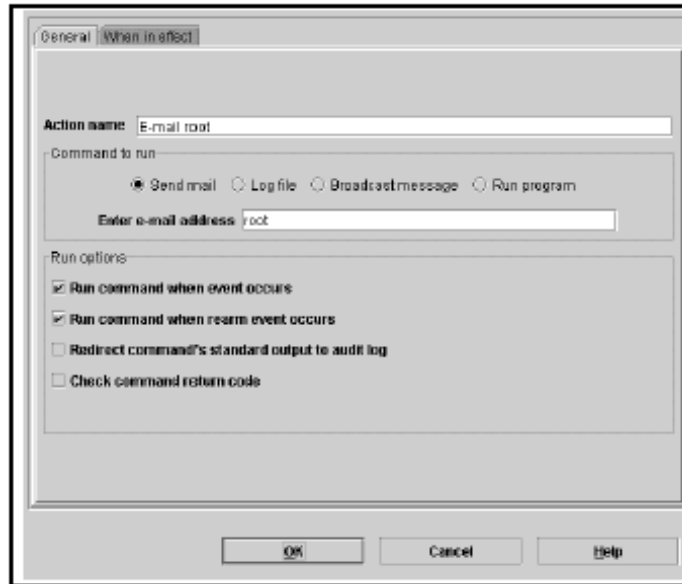 General When in effect
Action name E-mail root
Command to run
Send mail Log file Broadcast message Run program
Enter e-mail address root
Run options
Run command when event occurs
Run command when rearm event occurs
Redirect command's standard output to audit log
Check command return code
OK Cancel Help